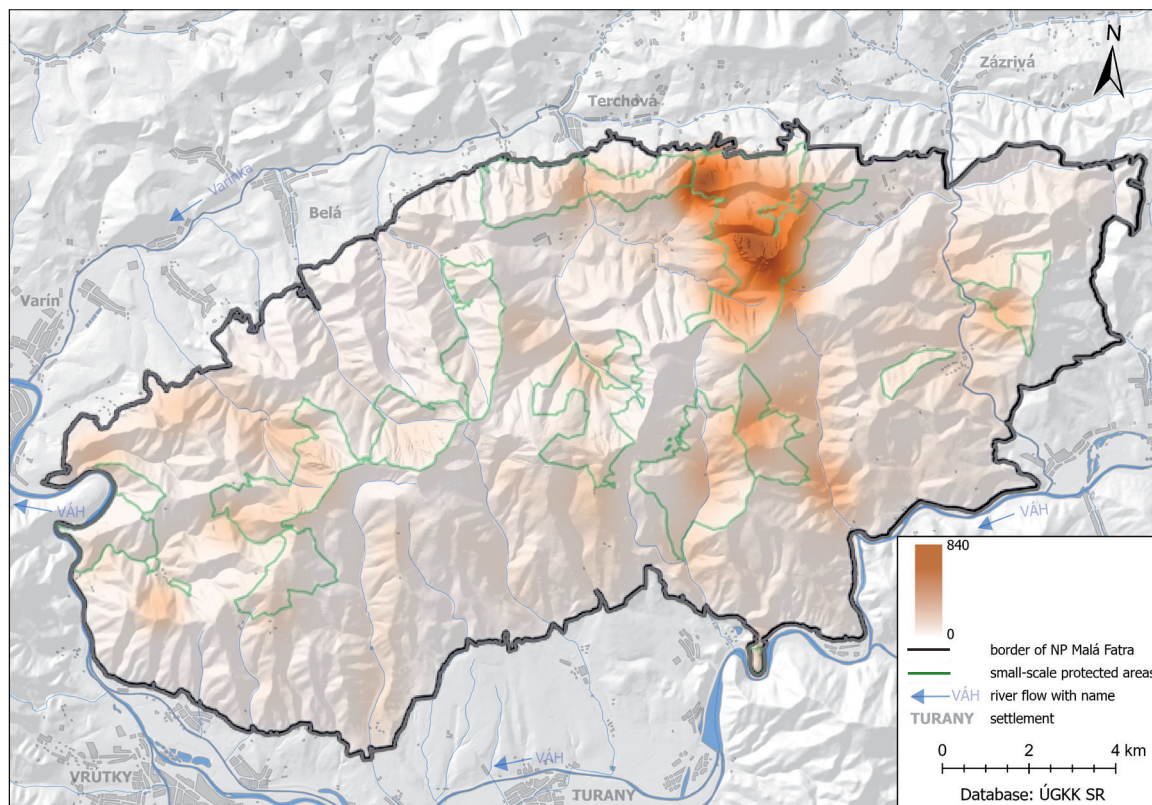 N
Zázrivá
Terchová
Varínka
Belá
Varín
VÁH
VÁH
840
0
border of NP Malá Fatra
small-scale protected areas
VÁH river flow with name
TURANY settlement
0 2 4 km
Database: ÚGKK SR
VÁH
VRÚTKY
TURANY